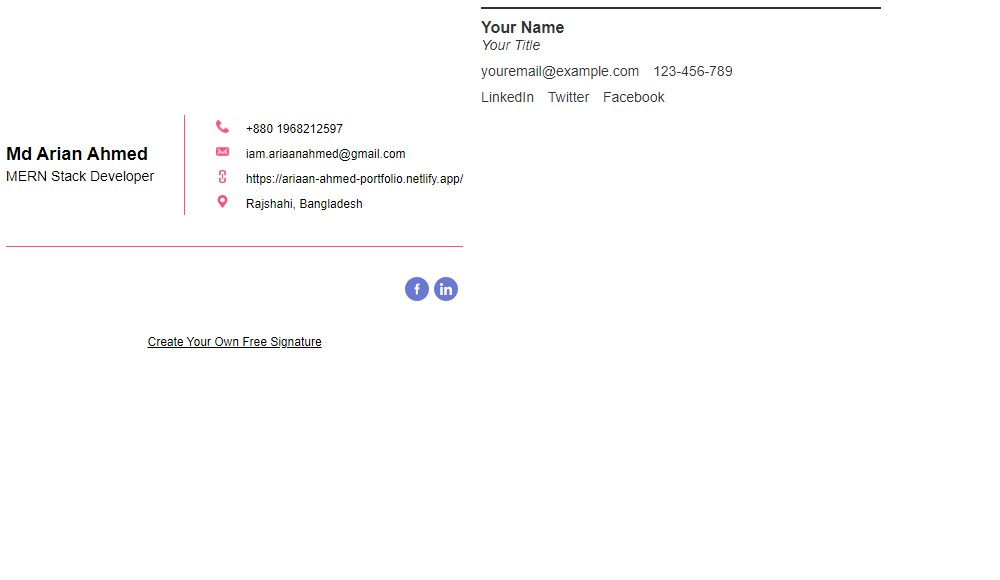 Your Name
Your Title
youremail@example.com 123-456-789
LinkedIn Twitter Facebook
Md Arian Ahmed
MERN Stack Developer
+880 1968212597
iam.ariaanahmed@gmail.com
https://ariaan-ahmed-portfolio.netlify.app/
Rajshahi, Bangladesh
f in
Create Your Own Free Signature